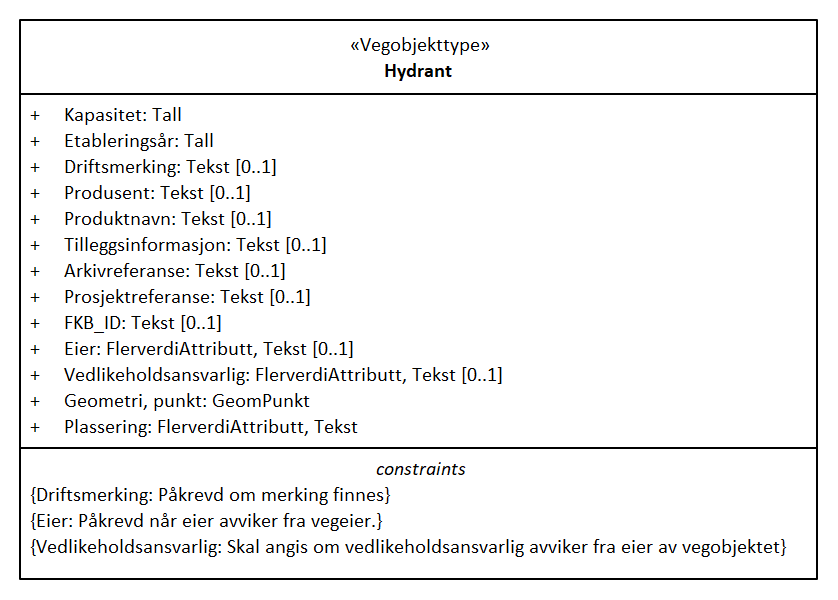 «Vegobjekttype»
Hydrant
+ Kapasitet: Tall
+ Etableringsår: Tall
+ Driftsmerking: Tekst [0..1]
+ Produsent: Tekst [0..1]
+ Produktnavn: Tekst [0..1]
+ Tilleggsinformasjon: Tekst [0..1]
+ Arkivreferanse: Tekst [0..1]
+ Prosjektreferanse: Tekst [0..1]
+ FKB_ID: Tekst [0..1]
+ Eier: FlerverdiAttributt, Tekst [0..1]
+ Vedlikeholdsansvarlig: FlerverdiAttributt, Tekst [0..1]
+ Geometri, punkt: GeomPunkt
+ Plassering: FlerverdiAttributt, Tekst
constraints
{Driftsmerking: Påkrevd om merking finnes}
{Eier: Påkrevd når eier avviker fra vegeier.}
{Vedlikeholdsansvarlig: Skal angis om vedlikeholdsansvarlig avviker fra eier av vegobjektet}